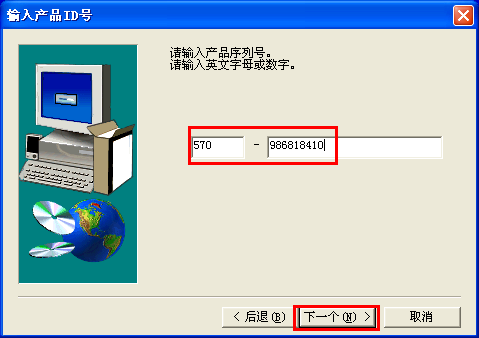 输入产品ID号
请输入产品序列号。
请输入英文字母或数字。
570 - 986818410
< 后退(B) 下一个(N) > 取消